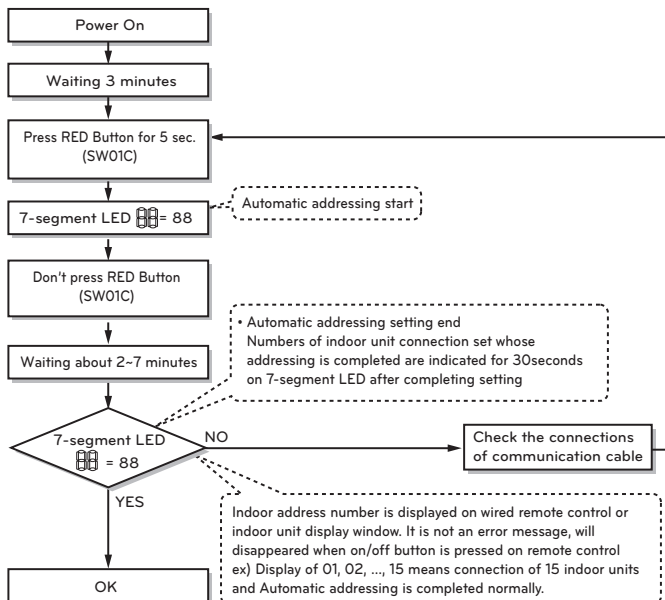 Power On
Waiting 3 minutes
Press RED Button for 5 sec.
(SW01C)
7-segment LED 88= 88
Automatic addressing start
Don't press RED Button
(SW01C)
• Automatic addressing setting end
Numbers of indoor unit connection set whose
addressing is completed are indicated for 30seconds
on 7-segment LED after completing setting
Waiting about 2~7 minutes
7-segment LED
88 = 88
NO
Check the connections
of communication cable
YES
Indoor address number is displayed on wired remote control or
indoor unit display window. It is not an error message, will
disappeared when on/off button is pressed on remote control
ex) Display of 01, 02, ..., 15 means connection of 15 indoor units
and Automatic addressing is completed normally.
OK